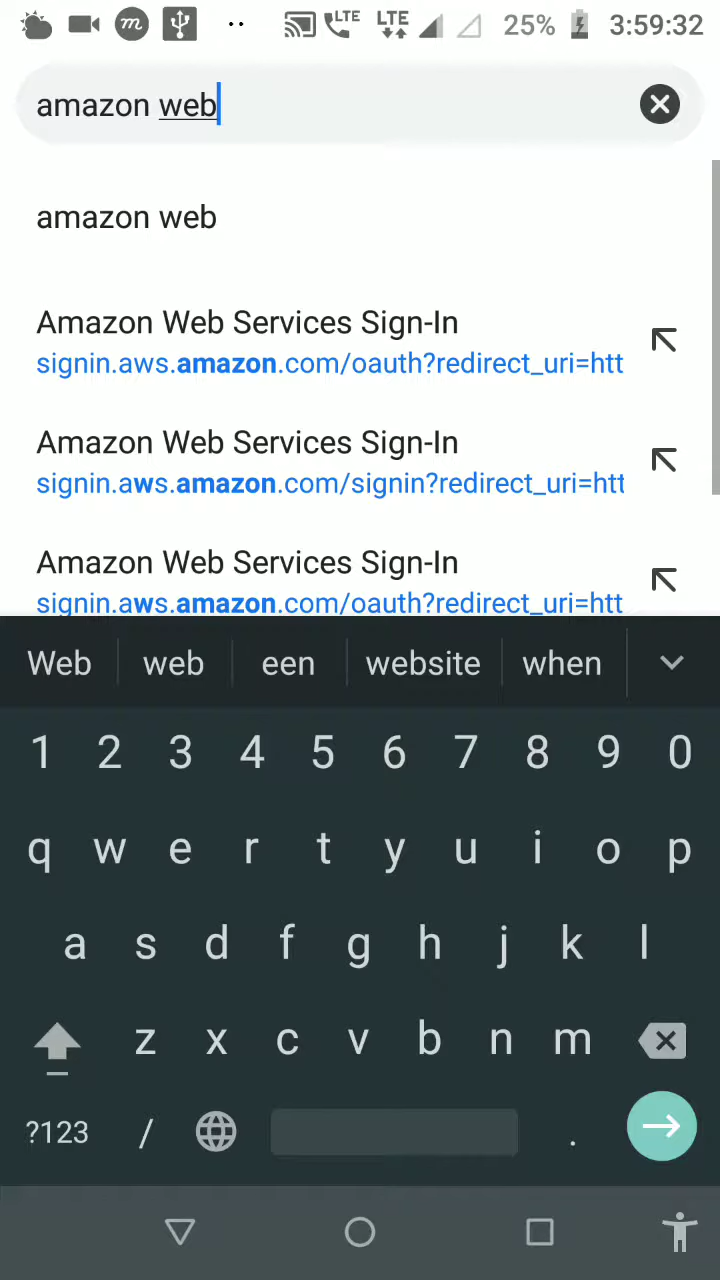 LTE LTE 25% 3:59:32
amazon web
amazon web
Amazon Web Services Sign-In
signin.aws.amazon.com/oauth?redirect_uri=htt
Amazon Web Services Sign-In
signin.aws.amazon.com/signin?redirect_uri=htt
Amazon Web Services Sign-In
signin.aws.amazon.com/oauth?redirect_uri=htt
Web web een website when
1 2 3 4 5 6 7 8 9 0
q w e r t y u i o p
a s d f g h j k l
z x c v b n m
?123 / .